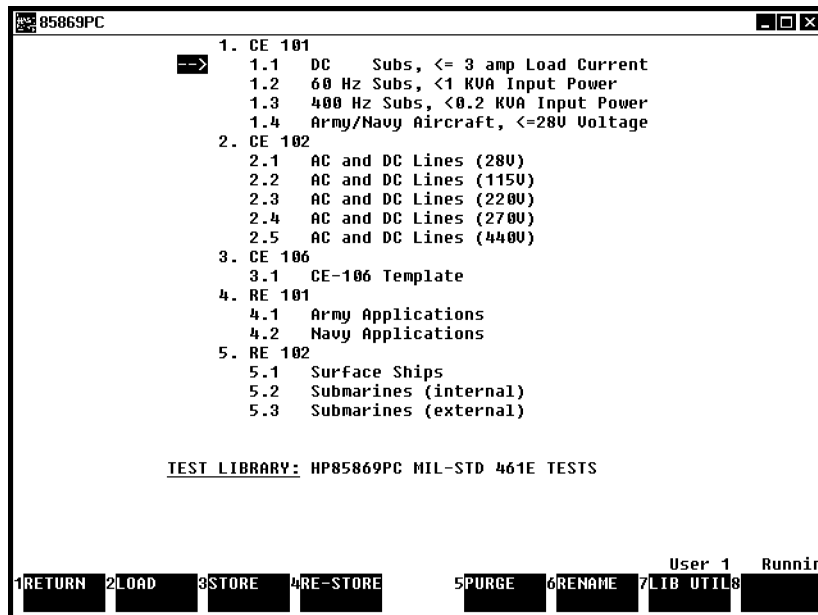 85869PC
1. CE 101
--> 1.1 DC Subs, <= 3 amp Load Current
1.2 60 Hz Subs, <1 KVA Input Power
1.3 400 Hz Subs, <0.2 KVA Input Power
1.4 Army/Navy Aircraft, <=28V Voltage
2. CE 102
2.1 AC and DC Lines (28V)
2.2 AC and DC Lines (115V)
2.3 AC and DC Lines (220V)
2.4 AC and DC Lines (270V)
2.5 AC and DC Lines (440V)
3. CE 106
3.1 CE-106 Template
4. RE 101
4.1 Army Applications
4.2 Navy Applications
5. RE 102
5.1 Surface Ships
5.2 Submarines (internal)
5.3 Submarines (external)
TEST LIBRARY: HP85869PC MIL-STD 461E TESTS
User 1 Runnin
1RETURN 2LOAD 3STORE 4RE-STORE 5PURGE 6RENAME 7LIB UTIL8